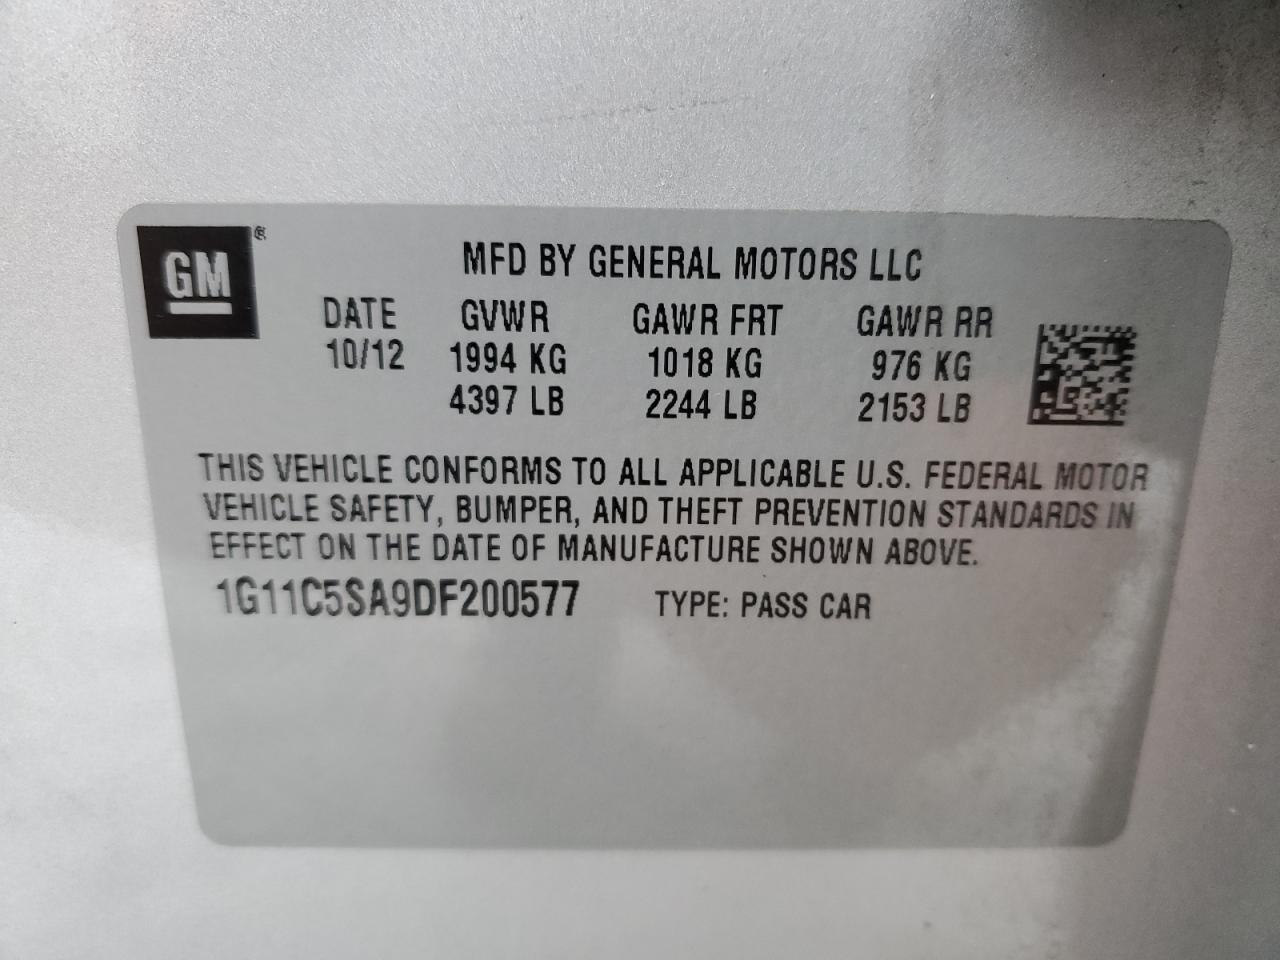 GM ®
MFD BY GENERAL MOTORS LLC
DATE GVWR GAWR FRT GAWR RR
10/12 1994 KG 1018 KG 976 KG
4397 LB 2244 LB 2153 LB
THIS VEHICLE CONFORMS TO ALL APPLICABLE U.S. FEDERAL MOTOR
VEHICLE SAFETY, BUMPER, AND THEFT PREVENTION STANDARDS IN
EFFECT ON THE DATE OF MANUFACTURE SHOWN ABOVE.
1G11C5SA9DF200577 TYPE: PASS CAR